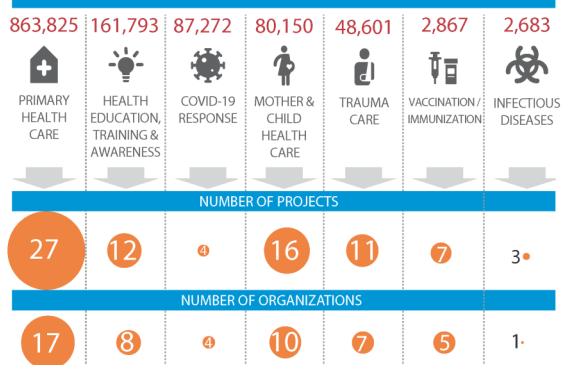 863,825 161,793 87,272 80,150 48,601 2,867 2,683
PRIMARY
HEALTH
CARE
HEALTH
EDUCATION,
TRAINING &
AWARENESS
COVID-19
RESPONSE
MOTHER &
CHILD
HEALTH
CARE
TRAUMA
CARE
VACCINATION /
IMMUNIZATION
INFECTIOUS
DISEASES
NUMBER OF PROJECTS
27 12 4 16 11 7 3
NUMBER OF ORGANIZATIONS
17 8 4 10 7 5 1